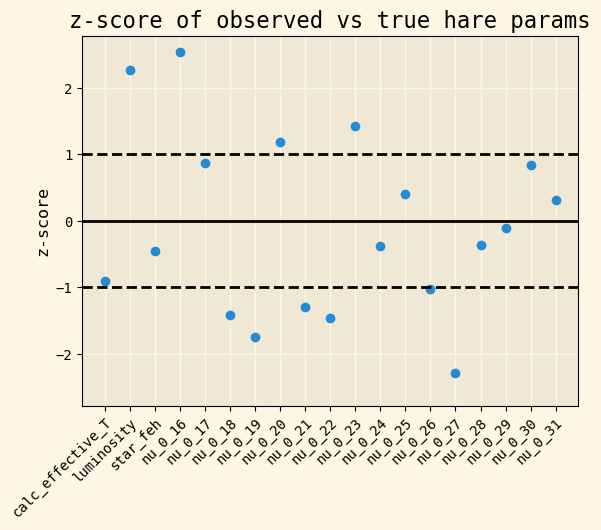 z-score of observed vs true hare params
z-score
2
1
0
−1
−2
calc_effective_T
luminosity
star_feh
nu_0_16
nu_0_17
nu_0_18
nu_0_19
nu_0_20
nu_0_21
nu_0_22
nu_0_23
nu_0_24
nu_0_25
nu_0_26
nu_0_27
nu_0_28
nu_0_29
nu_0_30
nu_0_31